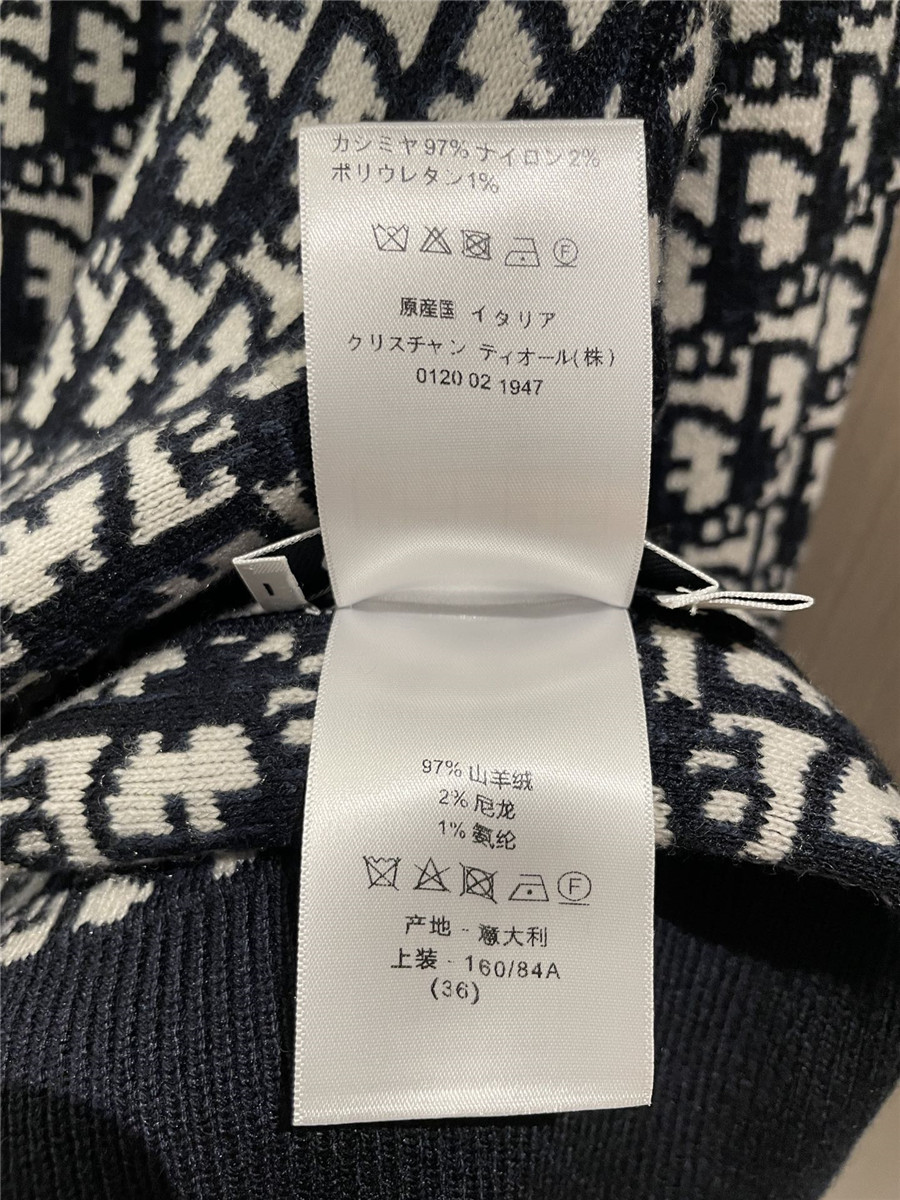 カシミヤ 97% ナイロン 2%
ポリウレタン 1%
F
原産国 イタリア
クリスチャン ディオール(株)
0120 02 1947
97% 山羊绒
2% 尼龙
1% 氨纶
F
产地 - 意大利
上装 - 160/84A
(36)